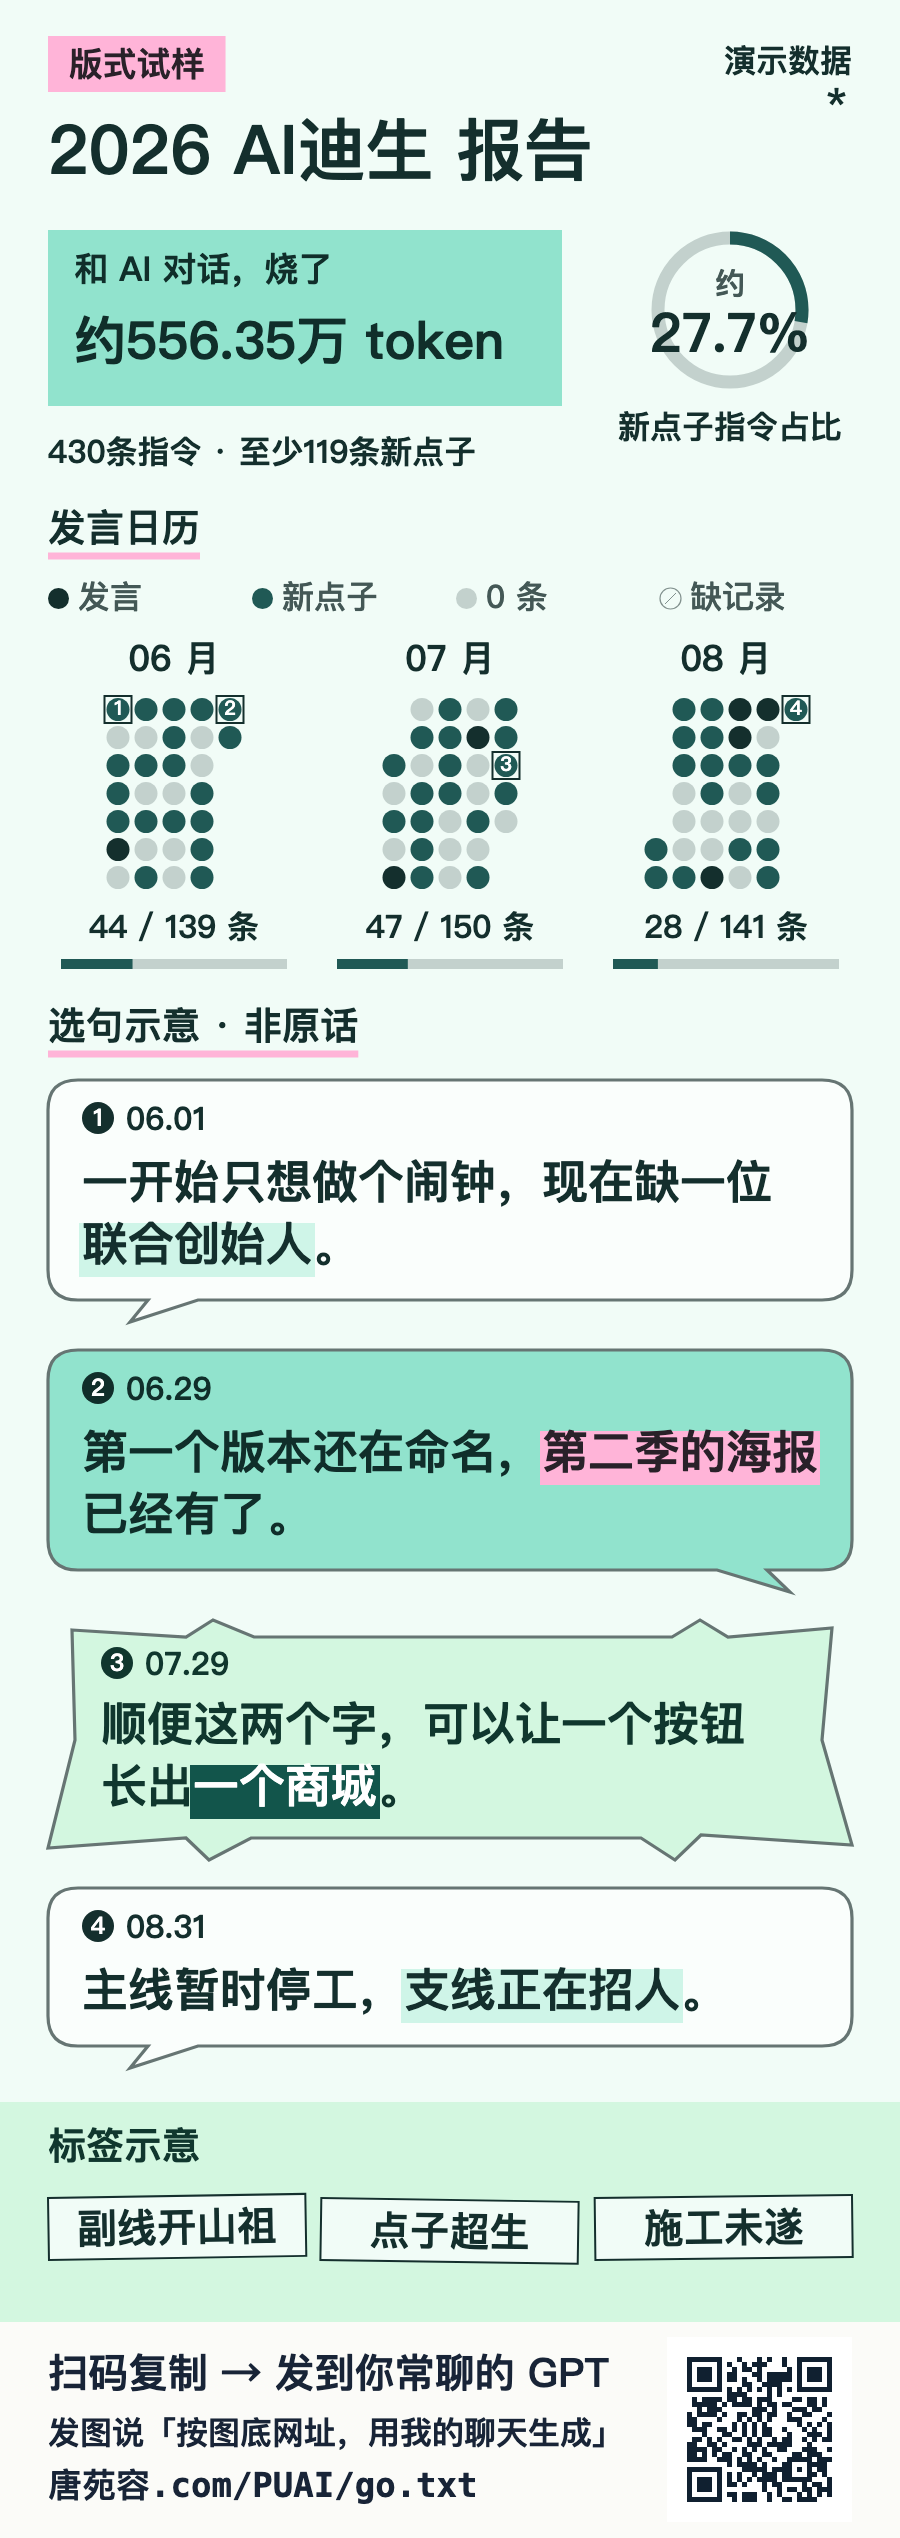 版式试样
演示数据
*
2026 AI迪生 报告
和 AI 对话，烧了
约556.35万 token
约
27.7%
新点子指令占比
430条指令 · 至少119条新点子
发言日历
发言 新点子 0 条 缺记录
06 月 07 月 08 月
1 2 4
3
44 / 139 条 47 / 150 条 28 / 141 条
选句示意 · 非原话
1 06.01
一开始只想做个闹钟，现在缺一位
联合创始人。
2 06.29
第一个版本还在命名，第二季的海报
已经有了。
3 07.29
顺便这两个字，可以让一个按钮
长出一个商城。
4 08.31
主线暂时停工，支线正在招人。
标签示意
副线开山祖 点子超生 施工未遂
扫码复制 → 发到你常聊的 GPT
发图说「按图底网址，用我的聊天生成」
唐苑容.com/PUAI/go.txt